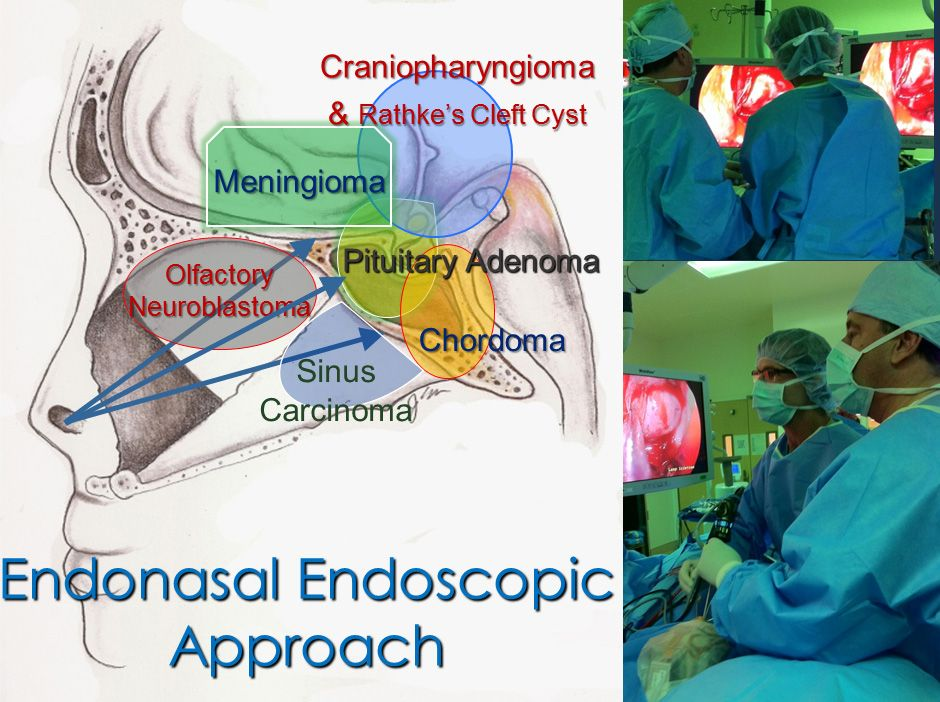 Craniopharyngioma
& Rathke's Cleft Cyst
Meningioma
Pituitary Adenoma
Olfactory
Neuroblastoma
Chordoma
Sinus
Carcinoma
Endonasal Endoscopic
Approach